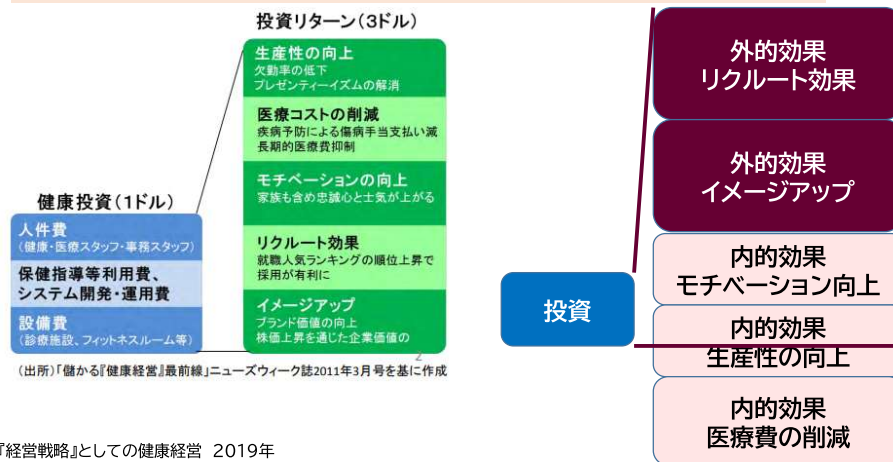 投資リターン(3ドル)
生産性の向上
欠勤率の低下
プレゼンティーイズムの解消
医療コストの削減
疾病予防による傷病手当支払い減
長期的医療費抑制
モチベーションの向上
家族も含め忠誠心と士気が上がる
リクルート効果
就職人気ランキングの順位上昇で
採用が有利に
イメージアップ
ブランド価値の向上
株価上昇を通じた企業価値の
健康投資(1ドル)
人件費
(健康・医療スタッフ・事務スタッフ)
保健指導等利用費、
システム開発・運用費
設備費
(診療施設、フィットネスルーム等)
2
(出所)「儲かる『健康経営』最前線」ニューズウィーク誌2011年3月号を基に作成
『経営戦略』としての健康経営 2019年
投資
外的効果
リクルート効果
外的効果
イメージアップ
内的効果
モチベーション向上
内的効果
生産性の向上
内的効果
医療費の削減